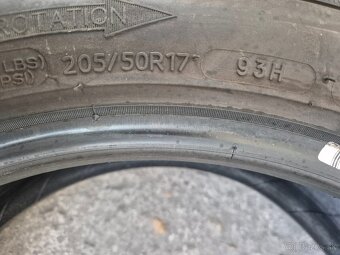 ROTATION
LBS)
PSI)
205/50R17
93H